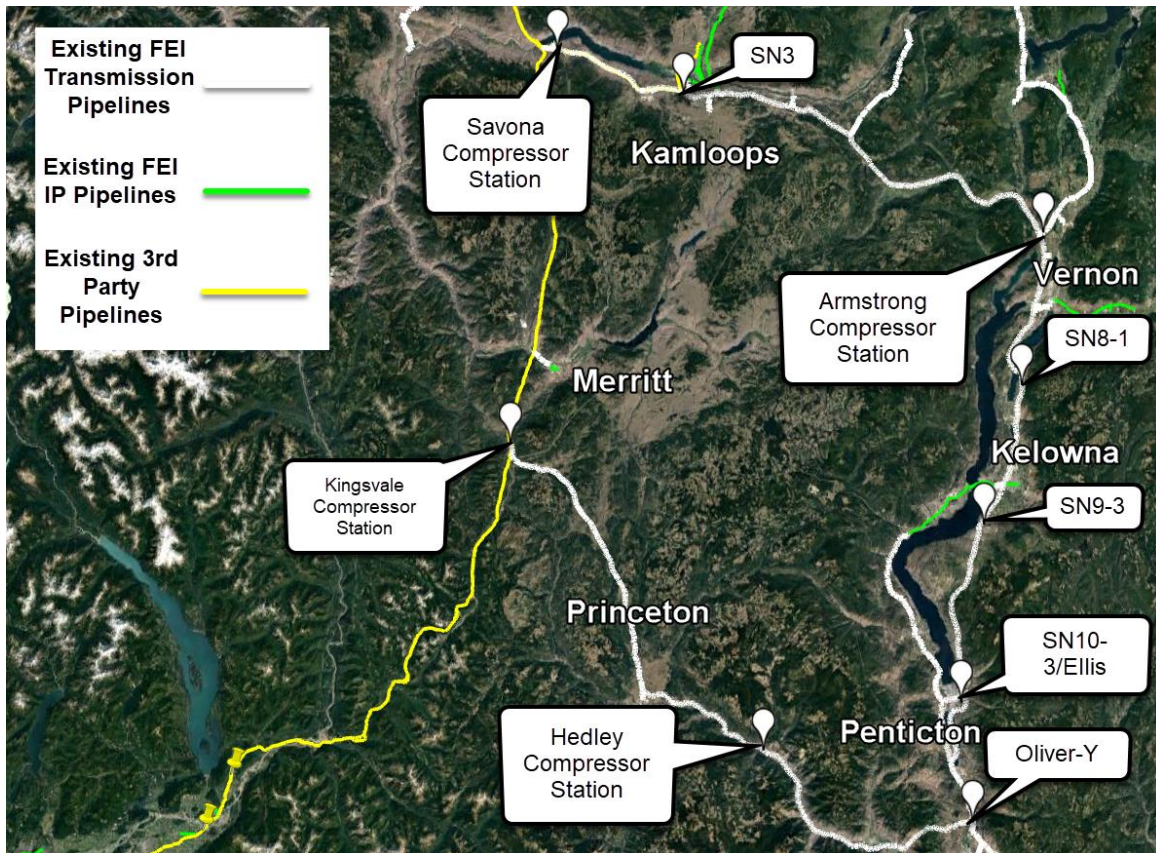 Existing FEI
Transmission
Pipelines
Existing FEI
IP Pipelines
Existing 3rd
Party
Pipelines
SN3
Savona
Compressor
Station
Kamloops
Vernon
Armstrong
Compressor
Station
SN8-1
Merritt
Kelowna
Kingsvale
Compressor
Station
SN9-3
Princeton
SN10-
3/Ellis
Hedley
Compressor
Station
Penticton
Oliver-Y